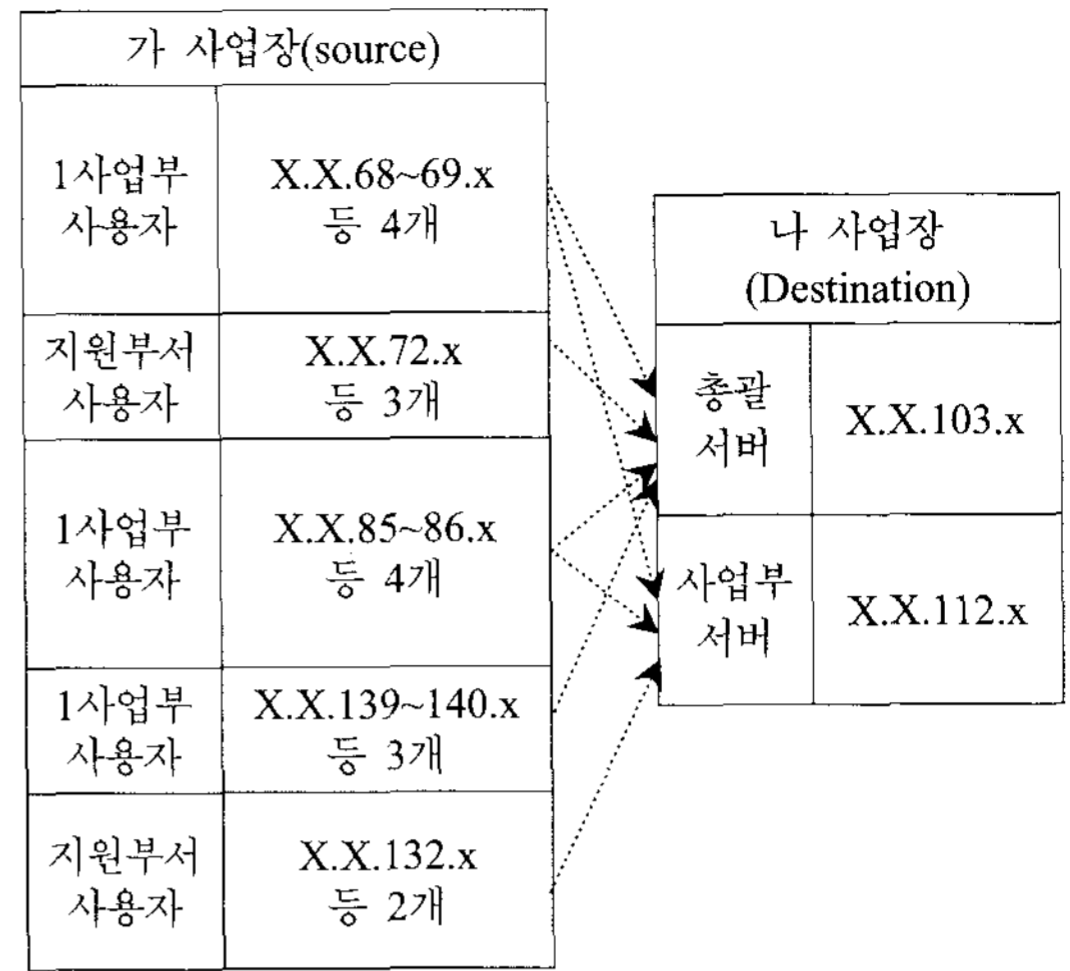 가 사업장(source)
1사업부
사용자
X.X.68~69.x
등 4개
지원부서
사용자
X.X.72.x
등 3개
1사업부
사용자
X.X.85~86.x
등 4개
1사업부
사용자
X.X.139~140.x
등 3개
지원부서
사용자
X.X.132.x
등 2개
나 사업장
(Destination)
총괄
서버
X.X.103.x
사업부
서버
X.X.112.x